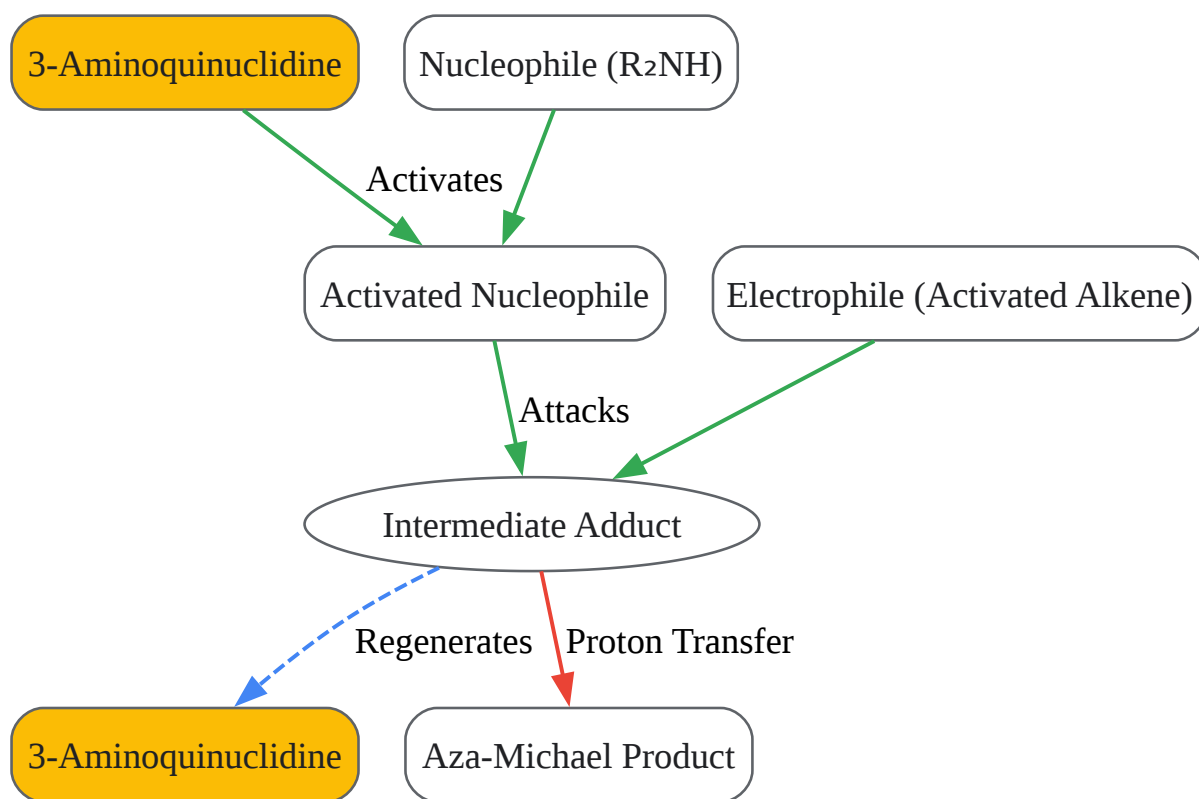 3-Aminoquinuclidine
Nucleophile (R₂NH)
Activates
Activated Nucleophile
Electrophile (Activated Alkene)
Attacks
Intermediate Adduct
Regenerates
Proton Transfer
3-Aminoquinuclidine
Aza-Michael Product